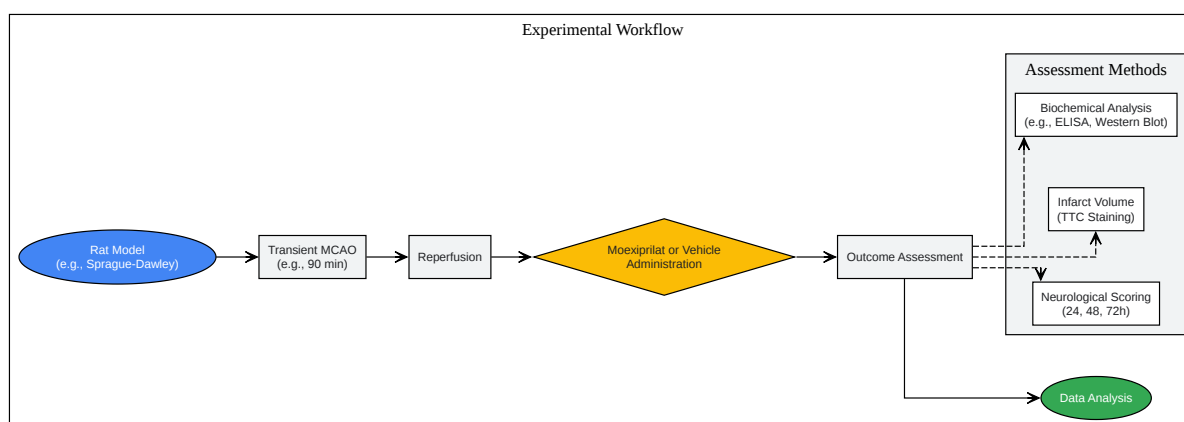 Experimental Workflow
Assessment Methods
Biochemical Analysis
(e.g., ELISA, Western Blot)
Infarct Volume
(TTC Staining)
Rat Model
(e.g., Sprague-Dawley)
Transient MCAO
(e.g., 90 min)
Reperfusion
Moexiprilat or Vehicle
Administration
Outcome Assessment
Neurological Scoring
(24, 48, 72h)
Data Analysis